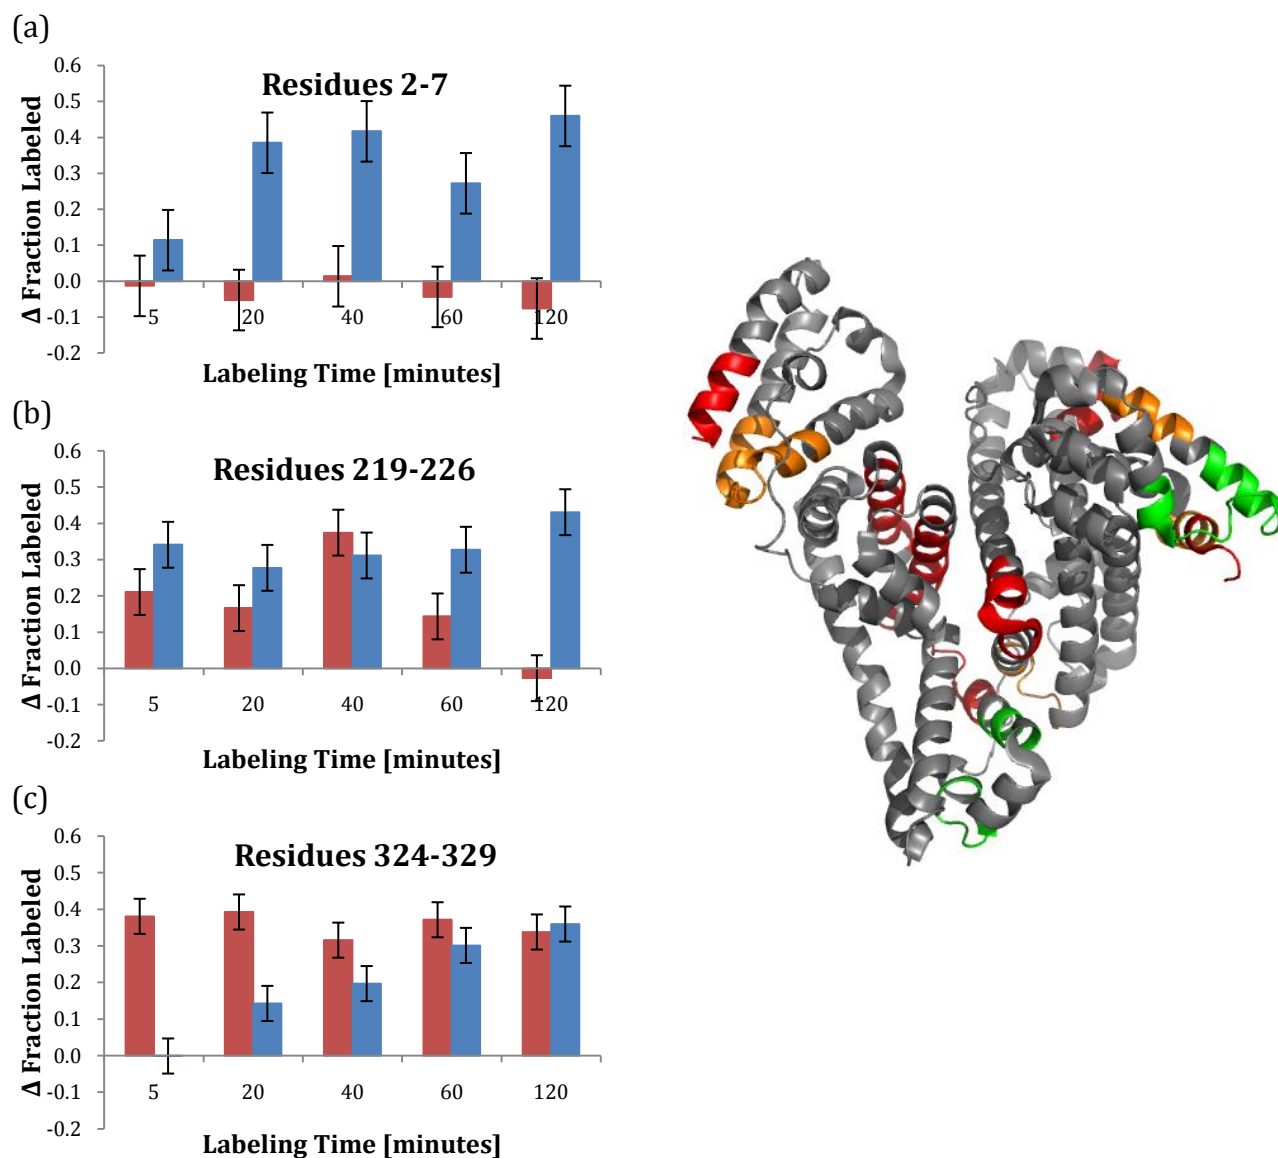 (a)
Residues 2-7
Δ Fraction Labeled
0.6
0.5
0.4
0.3
0.2
0.1
0.0
-0.1
-0.2
5 20 40 60 120
Labeling Time [minutes]
(b)
Residues 219-226
Δ Fraction Labeled
0.6
0.5
0.4
0.3
0.2
0.1
0.0
-0.1
-0.2
5 20 40 60 120
Labeling Time [minutes]
(c)
Residues 324-329
Δ Fraction Labeled
0.6
0.5
0.4
0.3
0.2
0.1
0.0
-0.1
-0.2
5 20 40 60 120
Labeling Time [minutes]